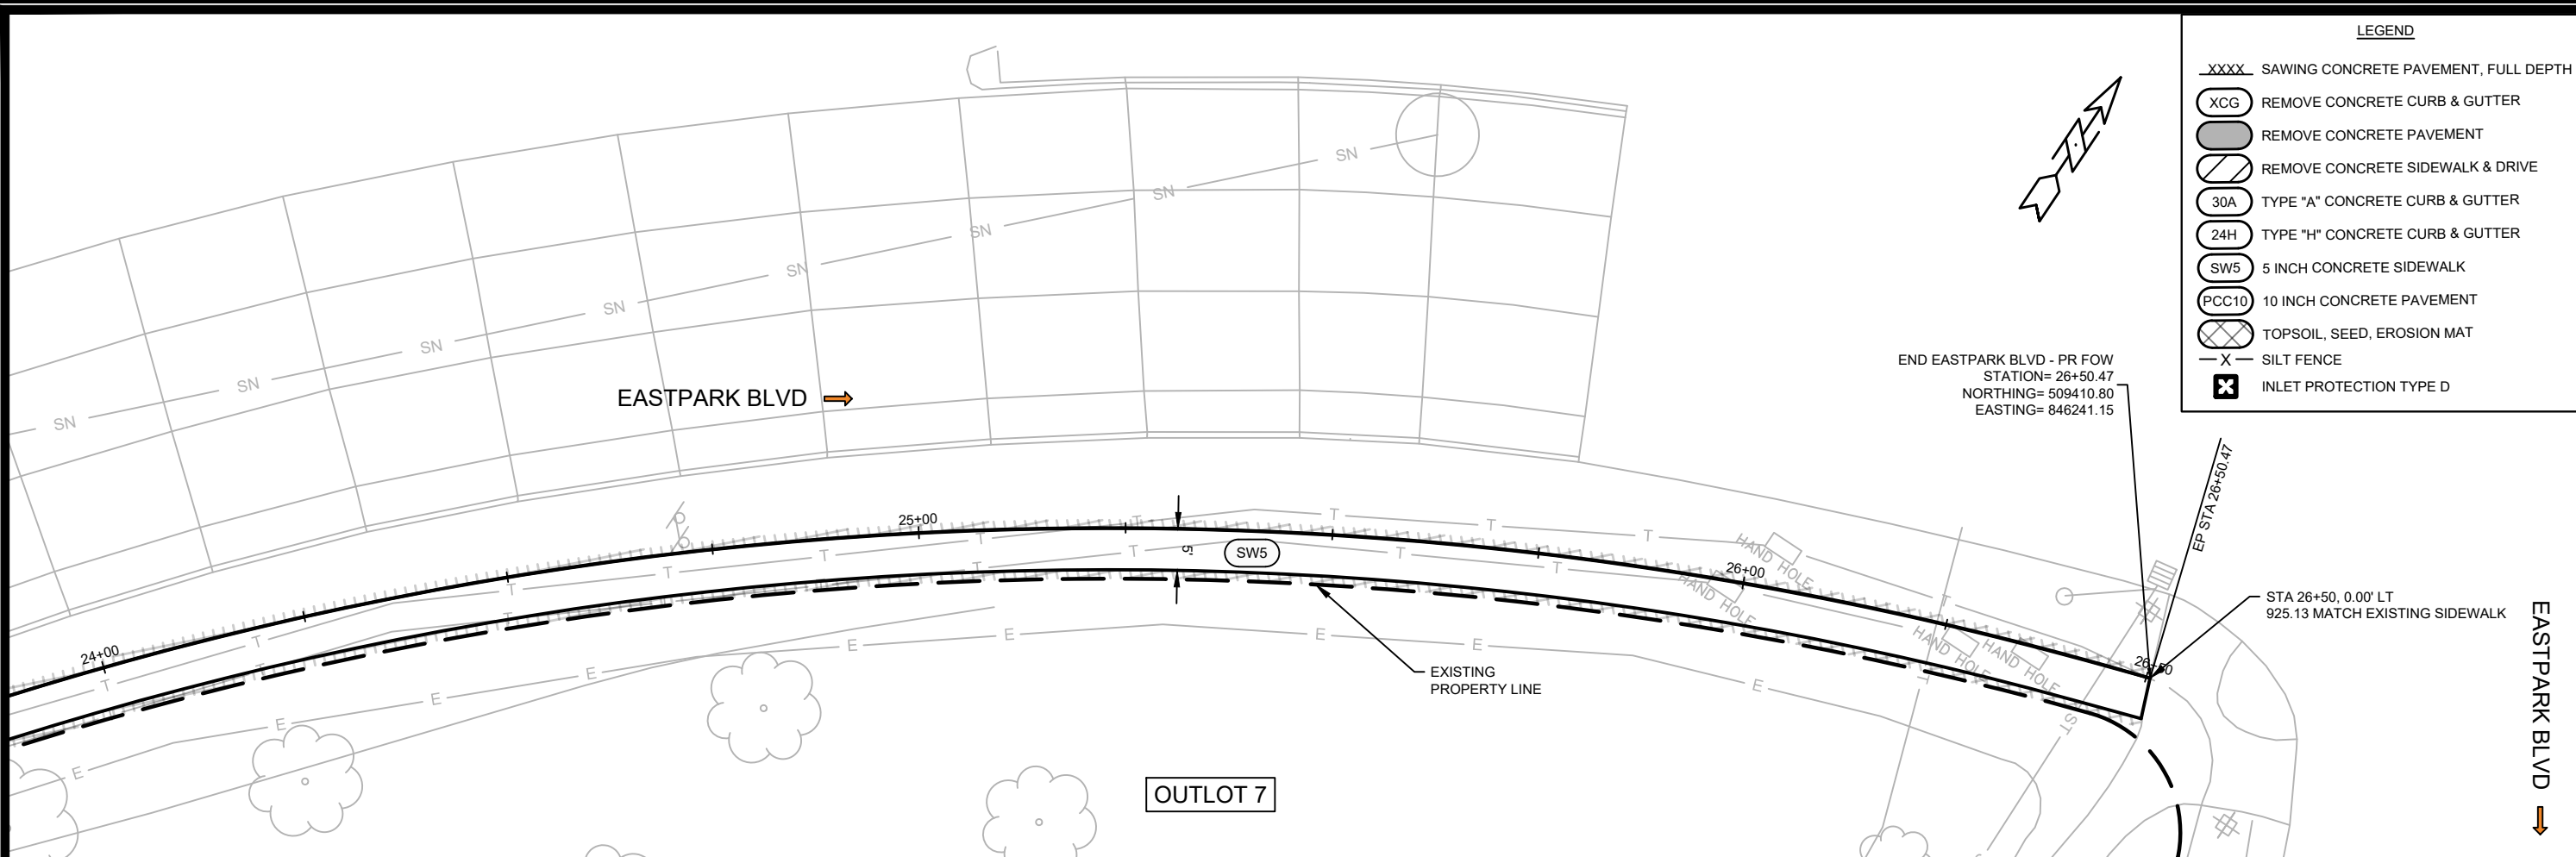 LEGEND
XXXX SAWING CONCRETE PAVEMENT, FULL DEPTH
XCG REMOVE CONCRETE CURB & GUTTER
REMOVE CONCRETE PAVEMENT
REMOVE CONCRETE SIDEWALK & DRIVE
30A TYPE "A" CONCRETE CURB & GUTTER
24H TYPE "H" CONCRETE CURB & GUTTER
SW5 5 INCH CONCRETE SIDEWALK
PCC10 10 INCH CONCRETE PAVEMENT
TOPSOIL, SEED, EROSION MAT
X SILT FENCE
INLET PROTECTION TYPE D
SN SN SN SN SN SN SN SN
EASTPARK BLVD
END EASTPARK BLVD - PR FOW
STATION= 26+50.47
NORTHING= 509410.80
EASTING= 846241.15
EP STA 26+50.47
24+00
25+00
26+00
26+50
5'
SW5
T T T T T T T T T
T T T T T T T T T
HAND HOLE
HAND HOLE
HAND HOLE
HAND HOLE
STA 26+50, 0.00' LT
925.13 MATCH EXISTING SIDEWALK
EXISTING
PROPERTY LINE
E E E E E E E E E
ST
OUTLOT 7
EASTPARK BLVD